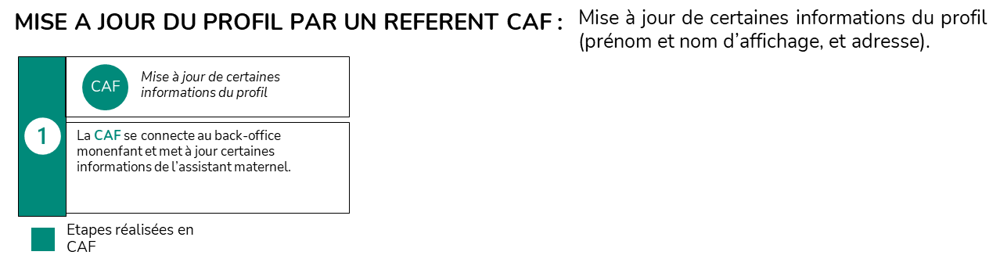 MISE A JOUR DU PROFIL PAR UN REFERENT CAF :
Mise à jour de certaines informations du profil
(prénom et nom d’affichage, et adresse).
CAF
Mise à jour de certaines
informations du profil
1
La CAF se connecte au back-office
monenfant et met à jour certaines
informations de l’assistant maternel.
Etapes réalisées en
CAF